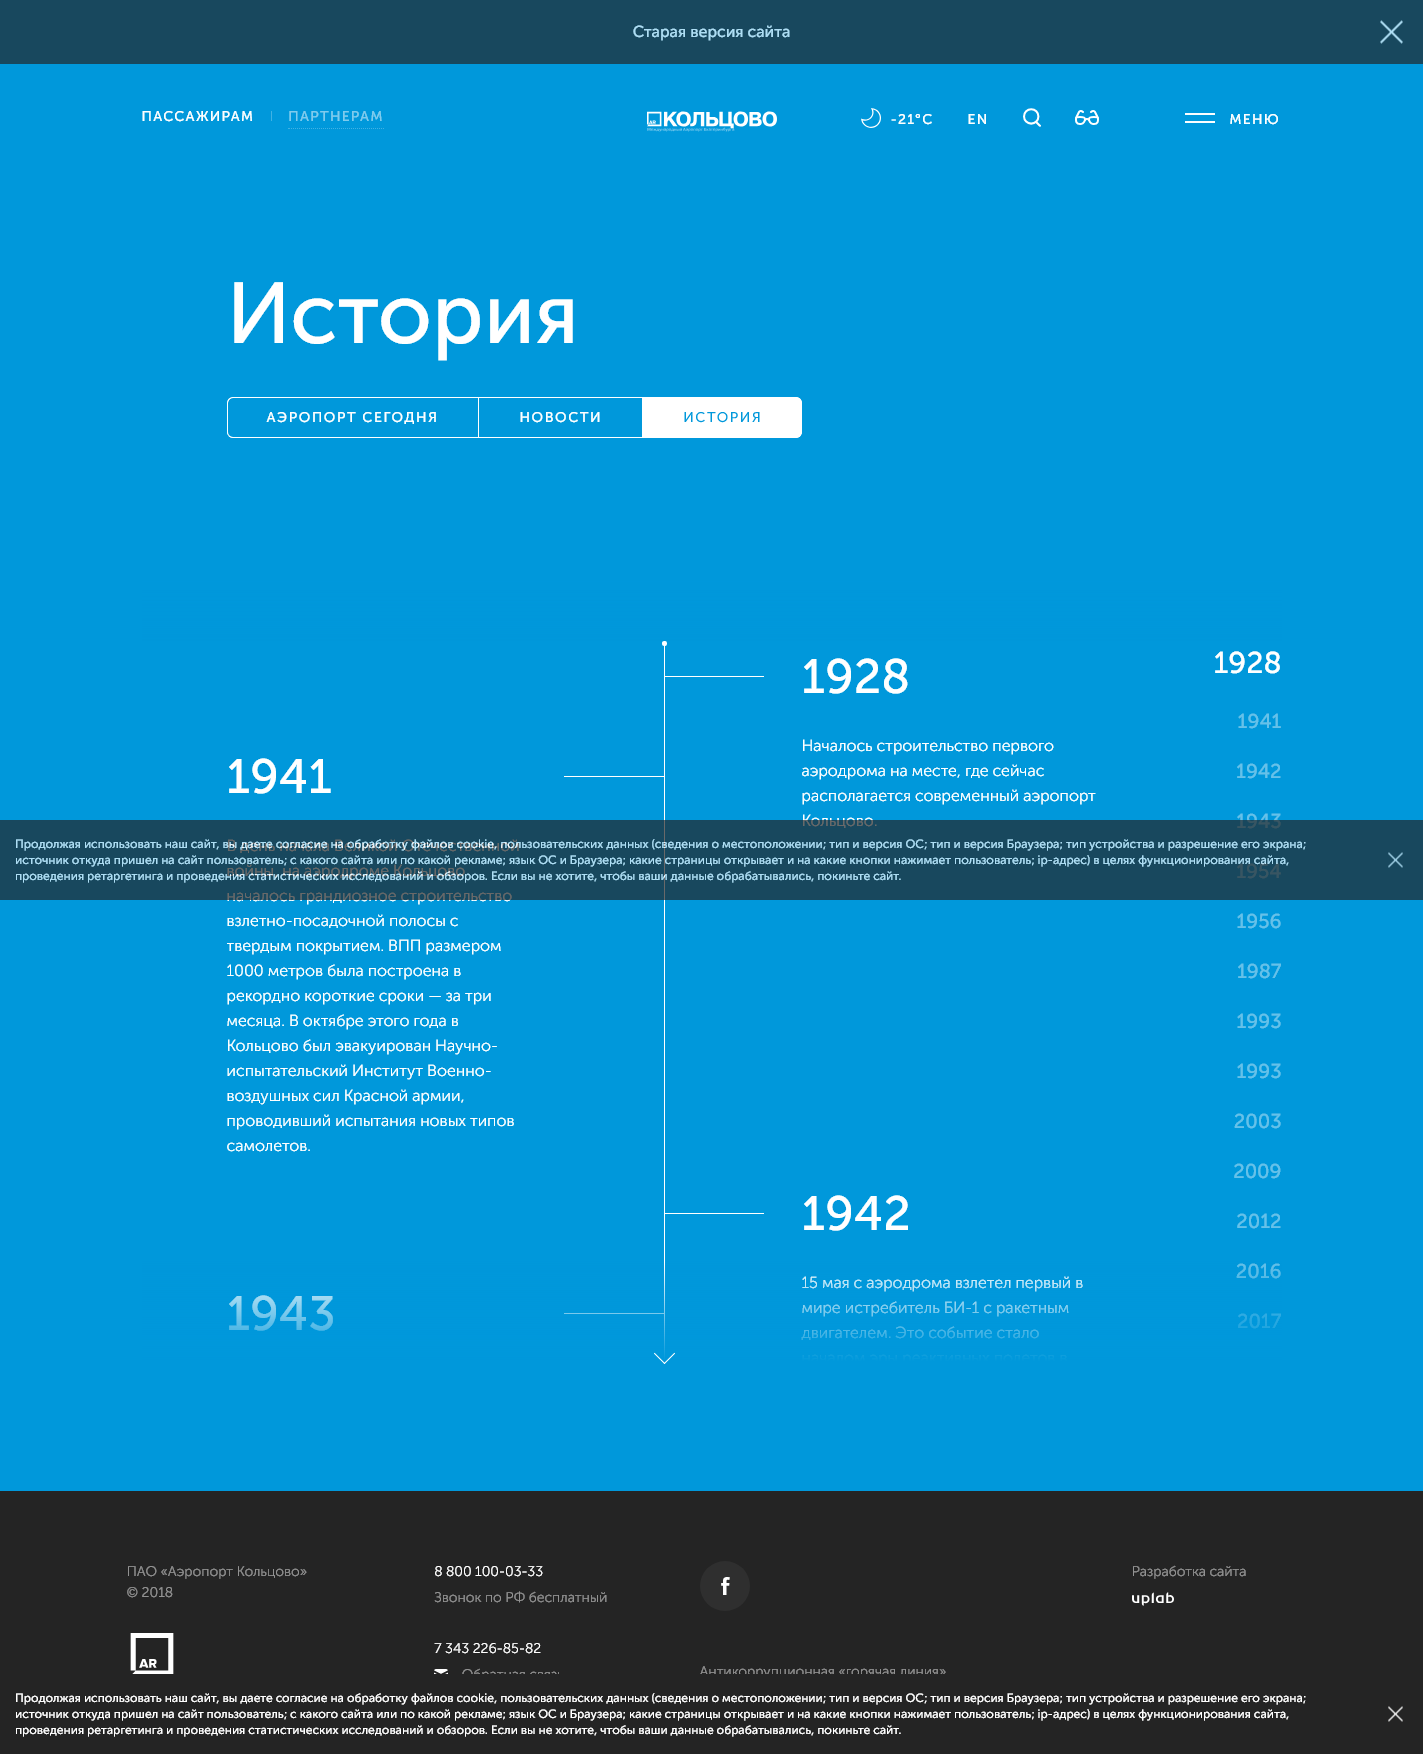 Старая версия сайта
ПАССАЖИРАМ
ПАРТНЕРАМ
КОЛЬЦОВО
-21°C
EN
МЕНЮ
История
АЭРОПОРТ СЕГОДНЯ
НОВОСТИ
ИСТОРИЯ
1928
Началось строительство первого
аэродрома на месте, где сейчас
располагается современный аэропорт
Кольцово.
1941
В день начала Великой Отечественной
войны, на аэродроме Кольцово
началось грандиозное строительство
взлетно-посадочной полосы с
твердым покрытием. ВПП размером
1000 метров была построена в
рекордно короткие сроки — за три
месяца. В октябре этого года в
Кольцово был эвакуирован Научно-
испытательский Институт Военно-
воздушных сил Красной армии,
проводивший испытания новых типов
самолетов.
1942
15 мая с аэродрома взлетел первый в
мире истребитель БИ-1 с ракетным
двигателем. Это событие стало
1943
1928
1941
1942
1943
1954
1956
1987
1993
1993
2003
2009
2012
2016
2017
Продолжая использовать наш сайт, вы даете согласие на обработку файлов cookie, пользовательских данных (сведения о местоположении; тип и версия ОС; тип и версия Браузера; тип устройства и разрешение его экрана;
источник откуда пришел на сайт пользователь; с какого сайта или по какой рекламе; язык ОС и Браузера; какие страницы открывает и на какие кнопки нажимает пользователь; ip-адрес) в целях функционирования сайта,
проведения ретаргетинга и проведения статистических исследований и обзоров. Если вы не хотите, чтобы ваши данные обрабатывались, покиньте сайт.
ПАО «Аэропорт Кольцово»
© 2018
AR
8 800 100-03-33
Звонок по РФ бесплатный
7 343 226-85-82
Обратная связь
f
Антикоррупционная «горячая линия»
Разработка сайта
uplab
Продолжая использовать наш сайт, вы даете согласие на обработку файлов cookie, пользовательских данных (сведения о местоположении; тип и версия ОС; тип и версия Браузера; тип устройства и разрешение его экрана;
источник откуда пришел на сайт пользователь; с какого сайта или по какой рекламе; язык ОС и Браузера; какие страницы открывает и на какие кнопки нажимает пользователь; ip-адрес) в целях функционирования сайта,
проведения ретаргетинга и проведения статистических исследований и обзоров. Если вы не хотите, чтобы ваши данные обрабатывались, покиньте сайт.